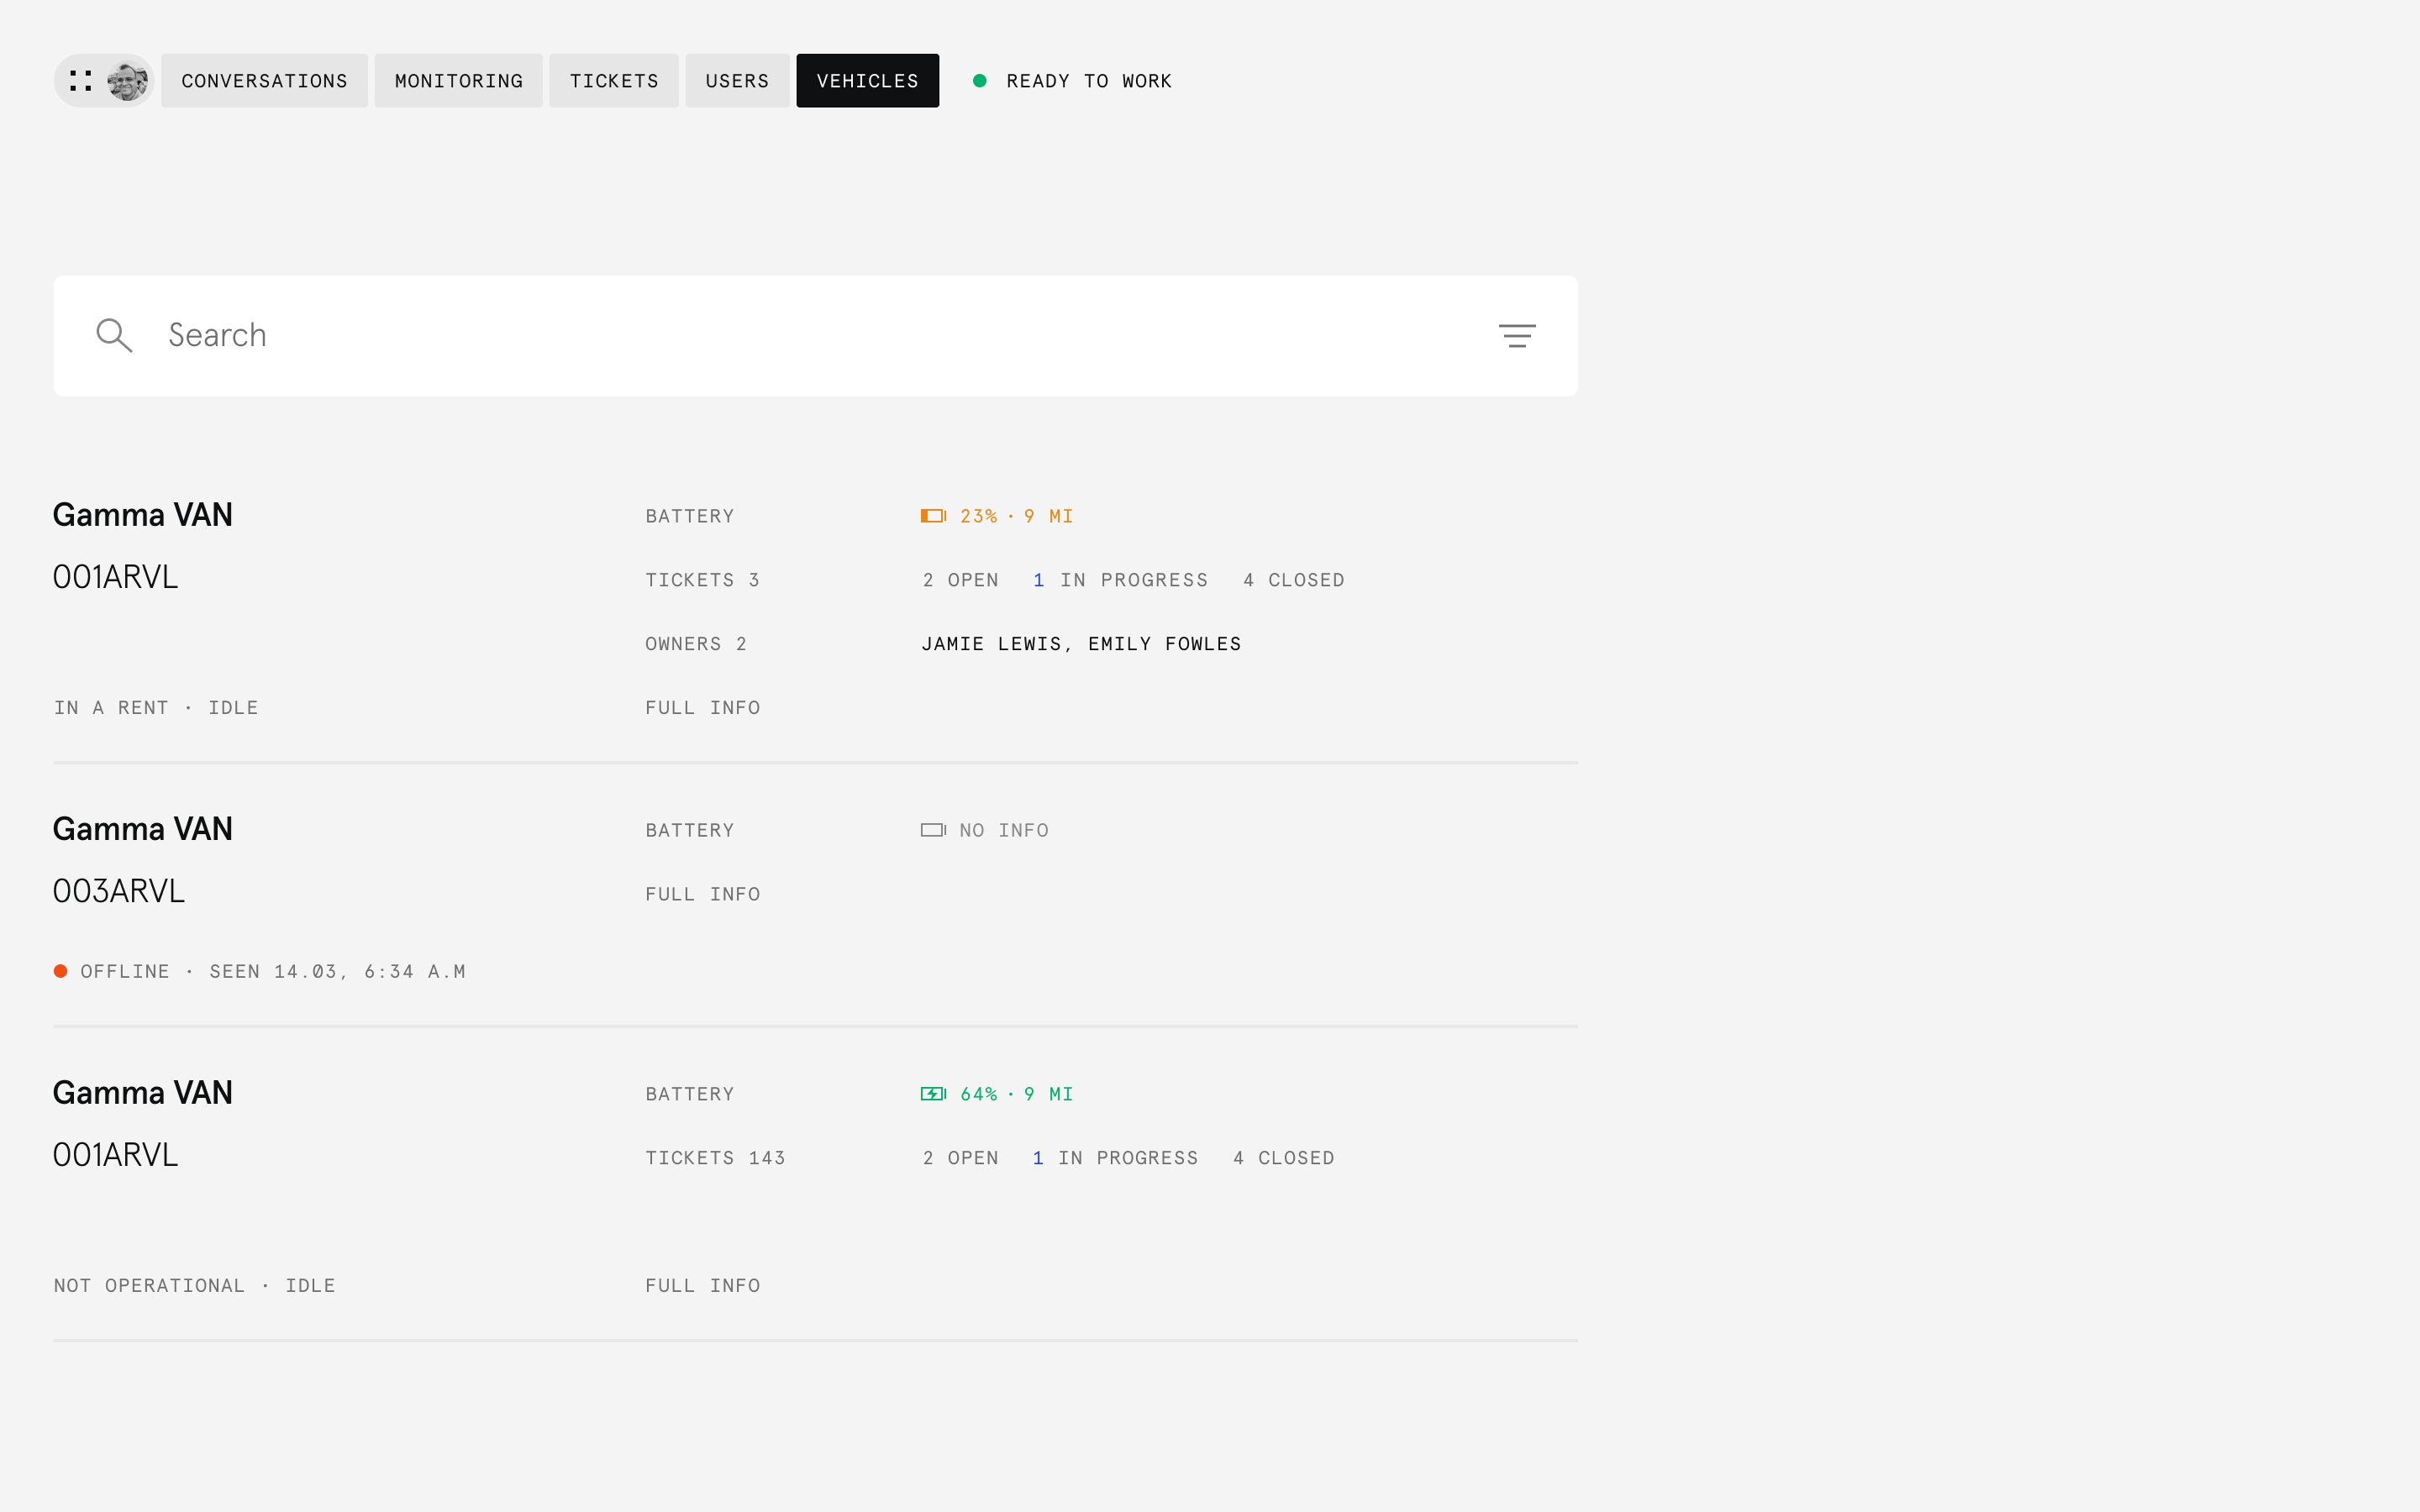 CONVERSATIONS MONITORING TICKETS USERS VEHICLES READY TO WORK
Search
Gamma VAN BATTERY 23% · 9 MI
001ARVL TICKETS 3 2 OPEN 1 IN PROGRESS 4 CLOSED
OWNERS 2 JAMIE LEWIS, EMILY FOWLES
IN A RENT · IDLE FULL INFO
Gamma VAN BATTERY NO INFO
003ARVL FULL INFO
OFFLINE · SEEN 14.03, 6:34 A.M
Gamma VAN BATTERY 64% · 9 MI
001ARVL TICKETS 143 2 OPEN 1 IN PROGRESS 4 CLOSED
NOT OPERATIONAL · IDLE FULL INFO